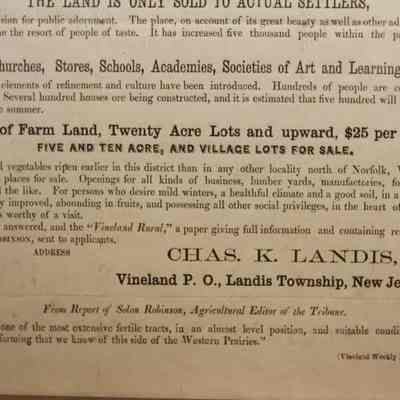 THE LAND IS ONLY SOLD TO ACTUAL SETTLERS,
sion for public adornment. The place, on account of its great beauty as well as other ad
ne the resort of people of taste. It has increased five thousand people within the p
hurches, Stores, Schools, Academies, Societies of Art and Learning
elements of refinement and culture have been introduced. Hundreds of people are c
Several hundred houses are being constructed, and it is estimated that five hundred will
e summer.
of Farm Land, Twenty Acre Lots and upward, $25 per
FIVE AND TEN ACRE, AND VILLAGE LOTS FOR SALE.
l vegetables ripen earlier in this district than in any other locality north of Norfolk, V
places for sale. Openings for all kinds of business, lumber yards, manufactories, fo
d the like. For persons who desire mild winters, a healthful climate and a good soil, in a
y improved, abounding in fruits, and possessing all other social privileges, in the heart of
s worthy of a visit.
answered, and the "Vineland Rural," a paper giving full information and containing re
OBINSON, sent to applicants.
ADDRESS CHAS. K. LANDIS,
Vineland P. O., Landis Township, New Je
From Report of Solon Robinson, Agricultural Editor of the Tribune.
one of the most extensive fertile tracts, in an almost level position, and suitable condi
farming that we know of this side of the Western Prairies."
(Vineland Weekly